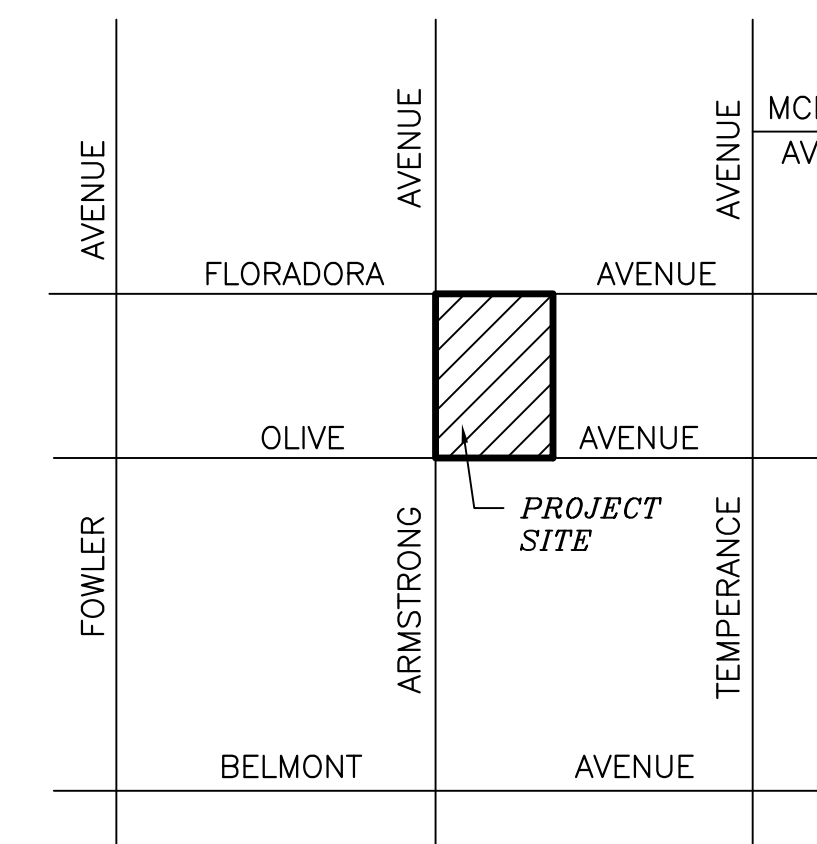 AVENUE
AVENUE
AVENUE
FLORADORA
AVENUE
OLIVE
AVENUE
PROJECT
SITE
FOWLER
ARMSTRONG
TEMPERANCE
BELMONT
AVENUE